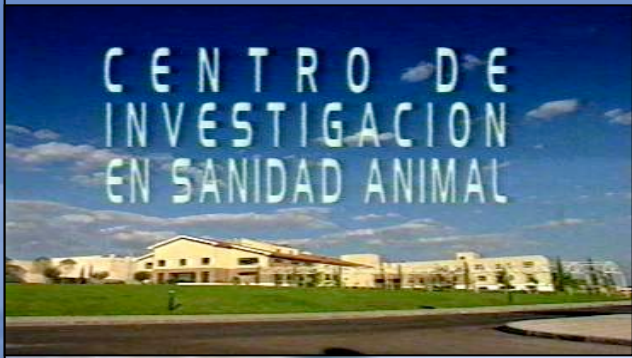 CENTRO DE
INVESTIGACION
EN SANIDAD ANIMAL